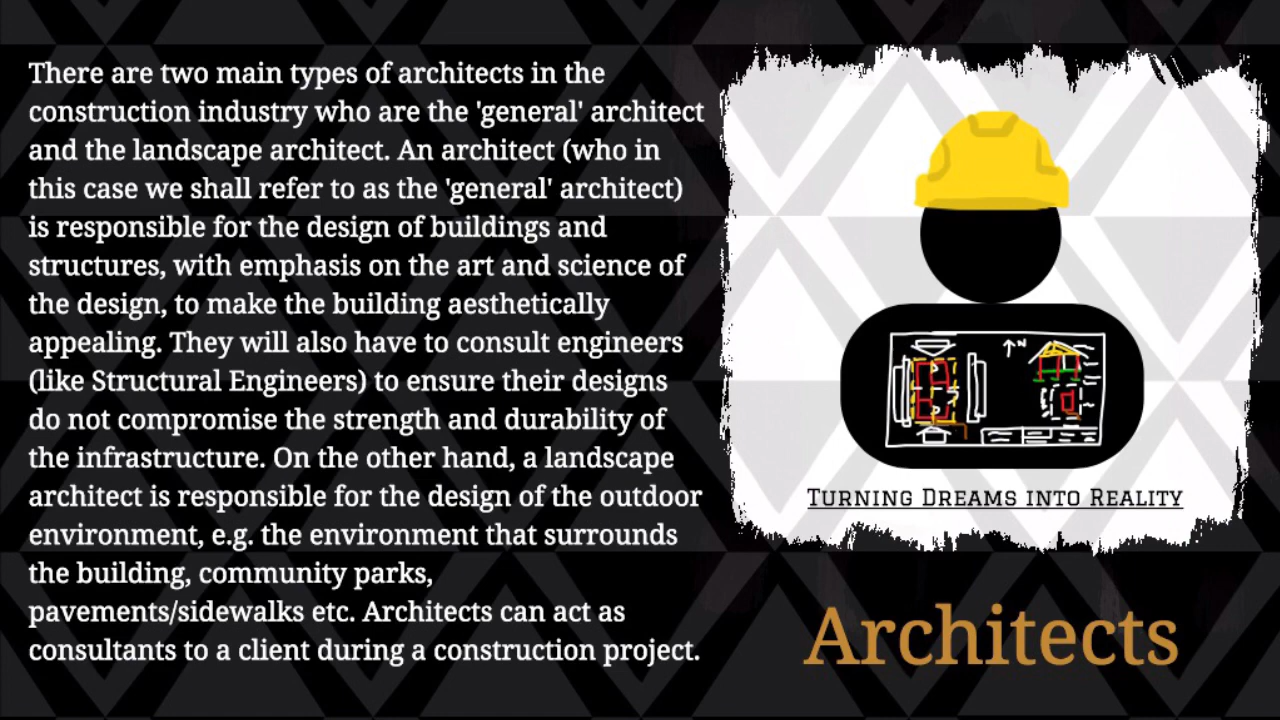 There are two main types of architects in the
construction industry who are the 'general' architect
and the landscape architect. An architect (who in
this case we shall refer to as the 'general' architect)
is responsible for the design of buildings and
structures, with emphasis on the art and science of
the design, to make the building aesthetically
appealing. They will also have to consult engineers
(like Structural Engineers) to ensure their designs
do not compromise the strength and durability of
the infrastructure. On the other hand, a landscape
architect is responsible for the design of the outdoor
environment, e.g. the environment that surrounds
the building, community parks,
pavements/sidewalks etc. Architects can act as
consultants to a client during a construction project.
N
Turning Dreams into Reality
Architects